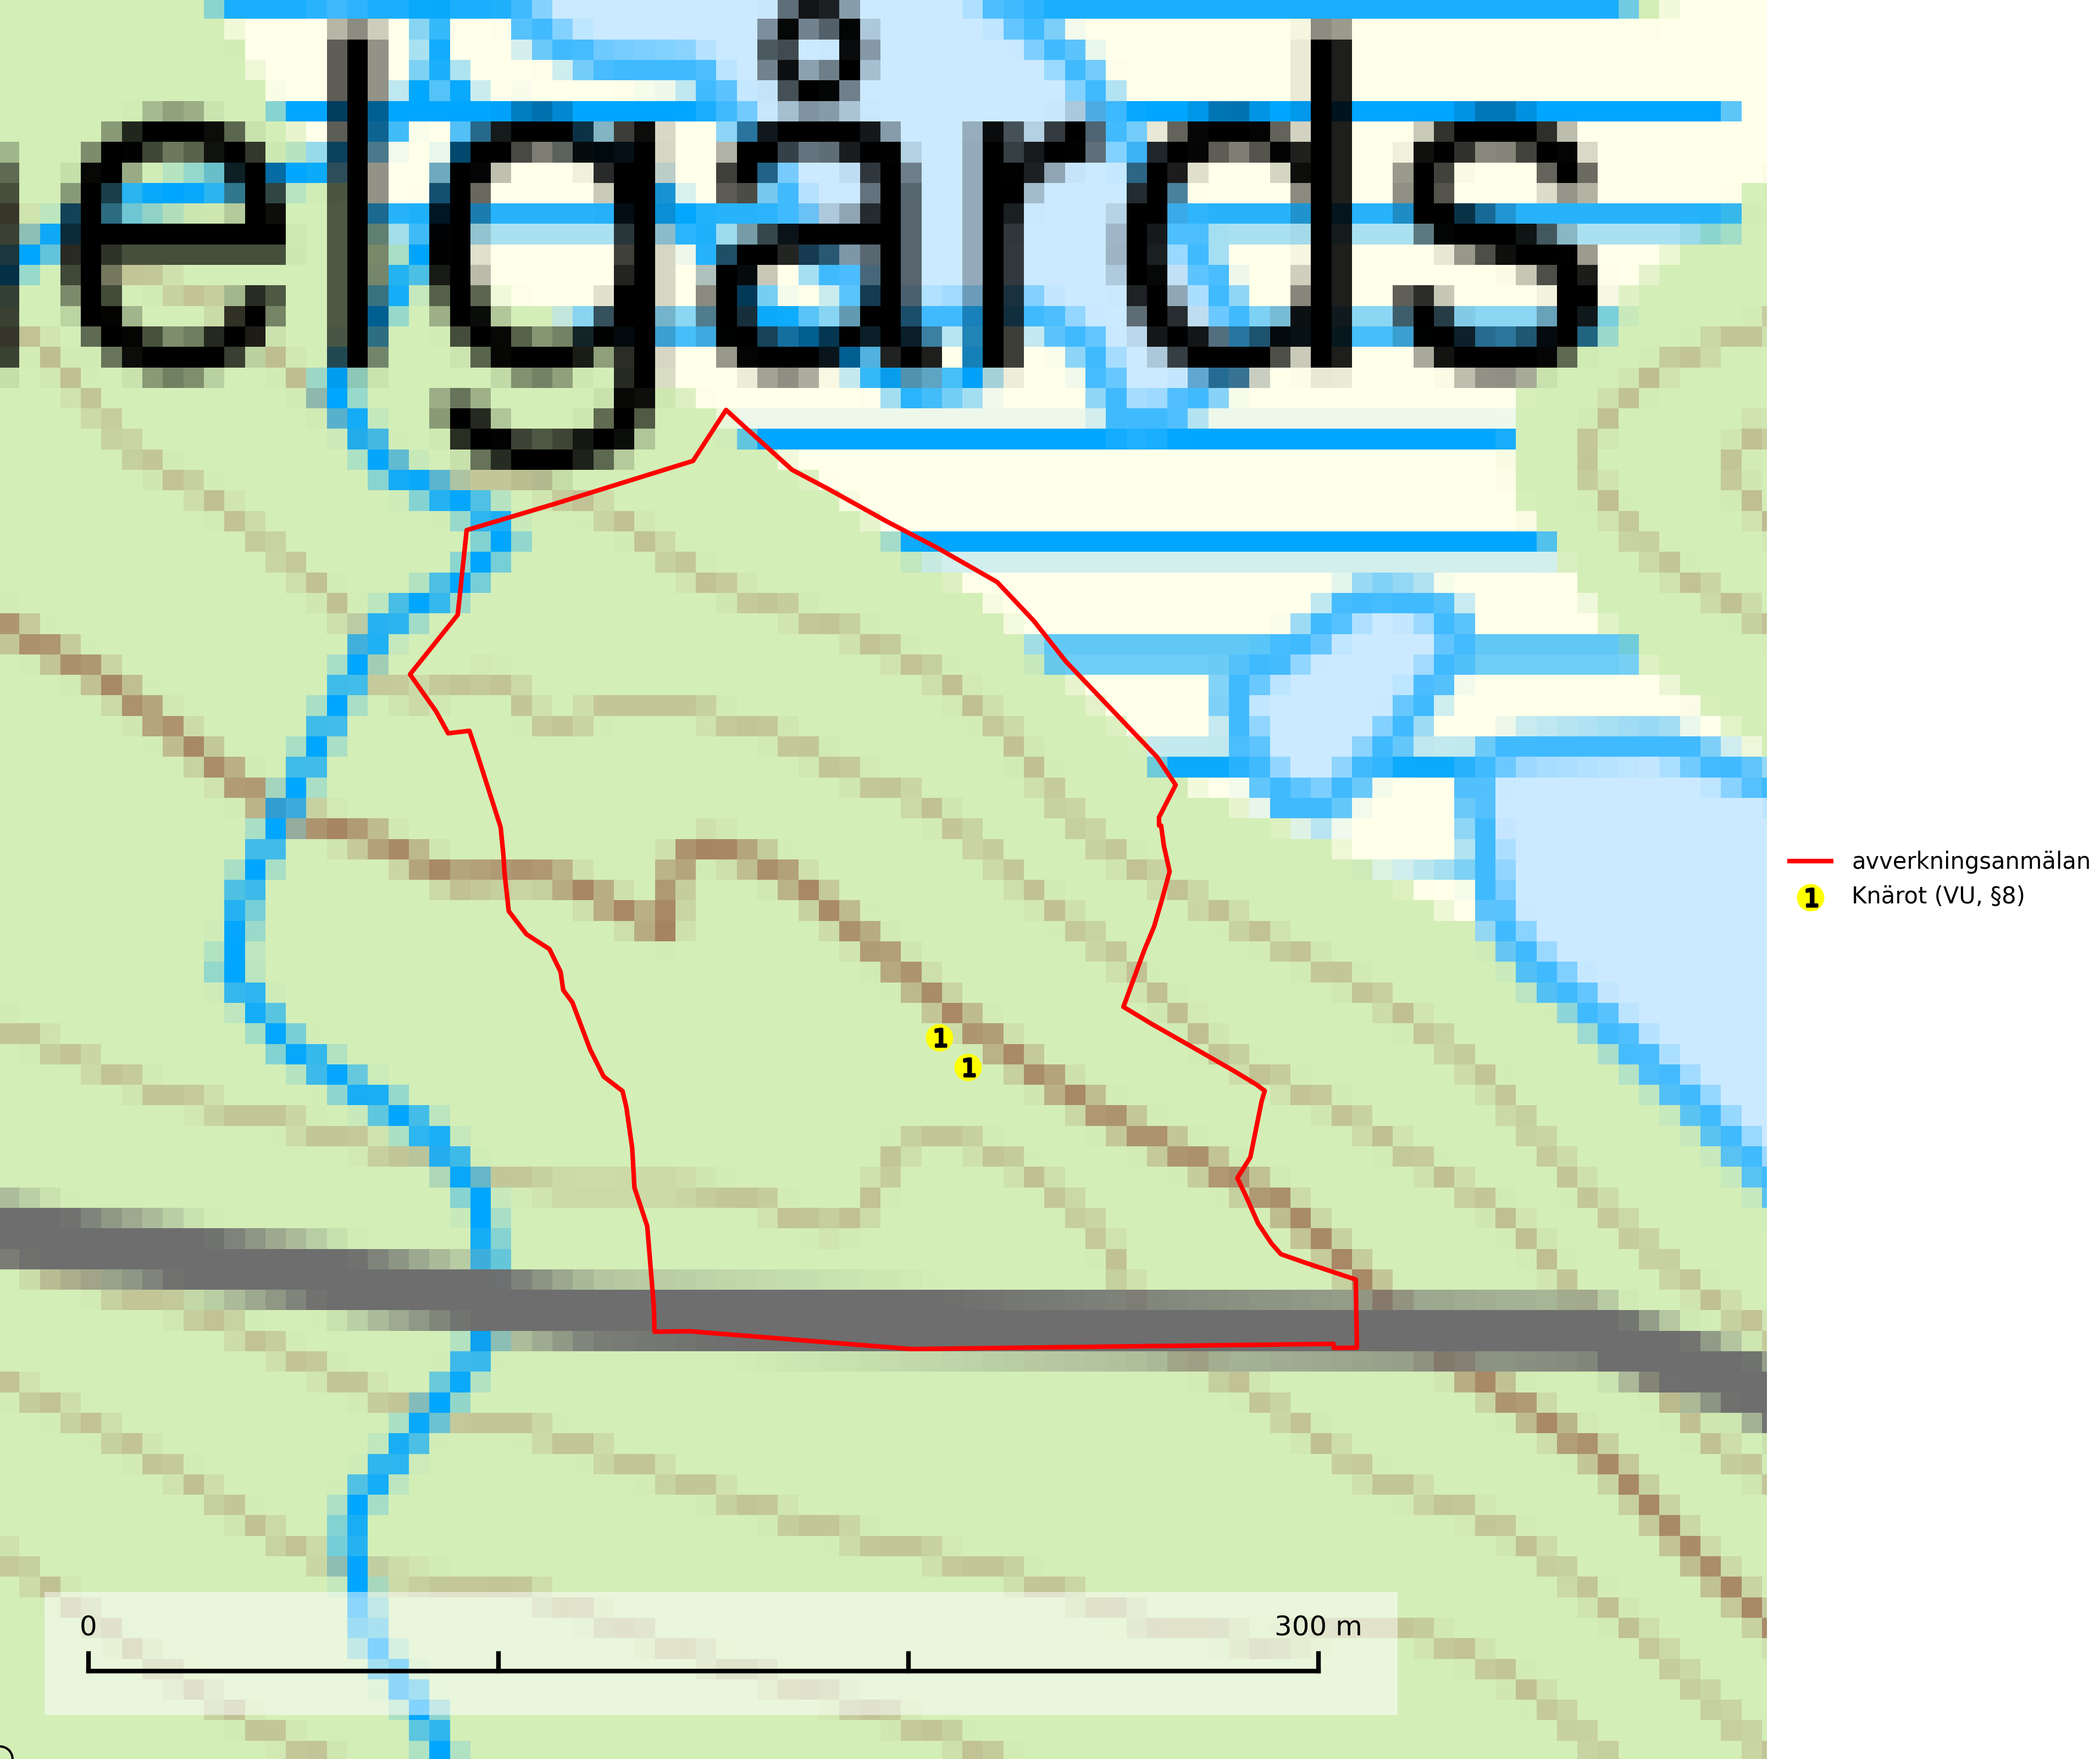 elgårds
avverkningsanmälan
1 Knärot (VU, §8)
1
1
0 300 m